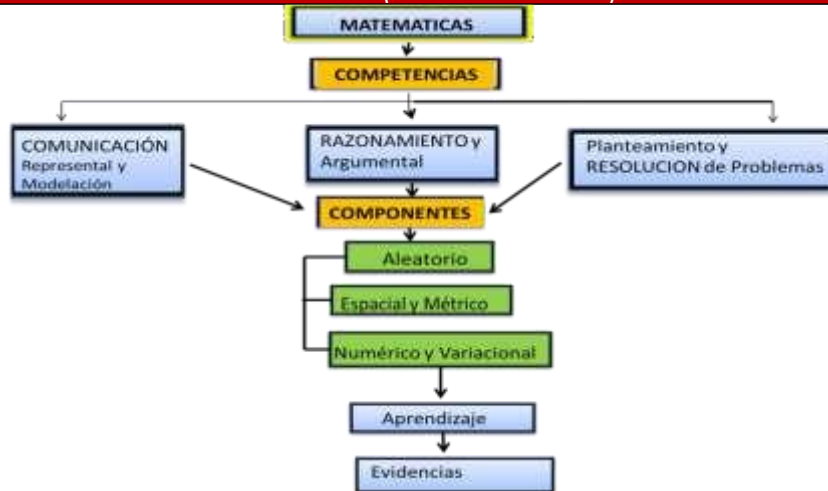 MATEMATICAS
COMPETENCIAS
COMUNICACIÓN
Represental y
Modelación
RAZONAMIENTO y
Argumental
Planteamiento y
RESOLUCION de Problemas
COMPONENTES
Aleatorio
Espacial y Métrico
Numérico y Variacional
Aprendizaje
Evidencias